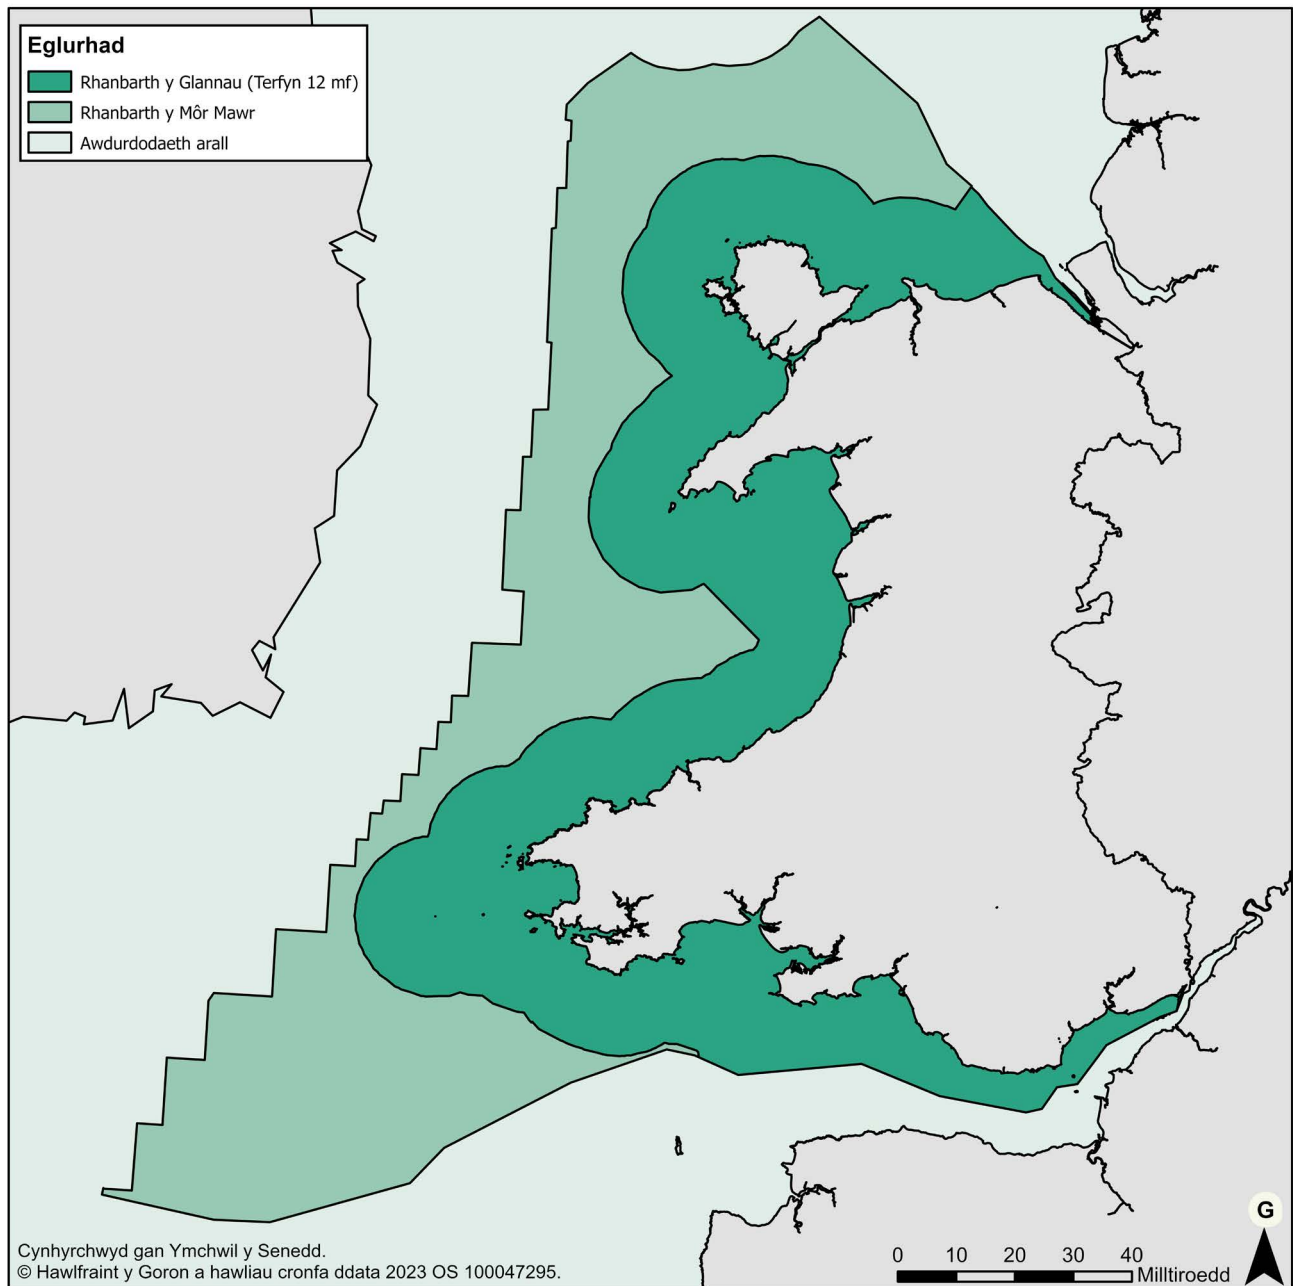 Eglurhad
Rhanbarth y Glannau (Terfyn 12 mf)
Rhanbarth y Môr Mawr
Awdurdodaeth arall
G
Cynhyrchwyd gan Ymchwil y Senedd.
© Hawlfraint y Goron a hawliau cronfa ddata 2023 OS 100047295.
0 10 20 30 40
Milltiroedd